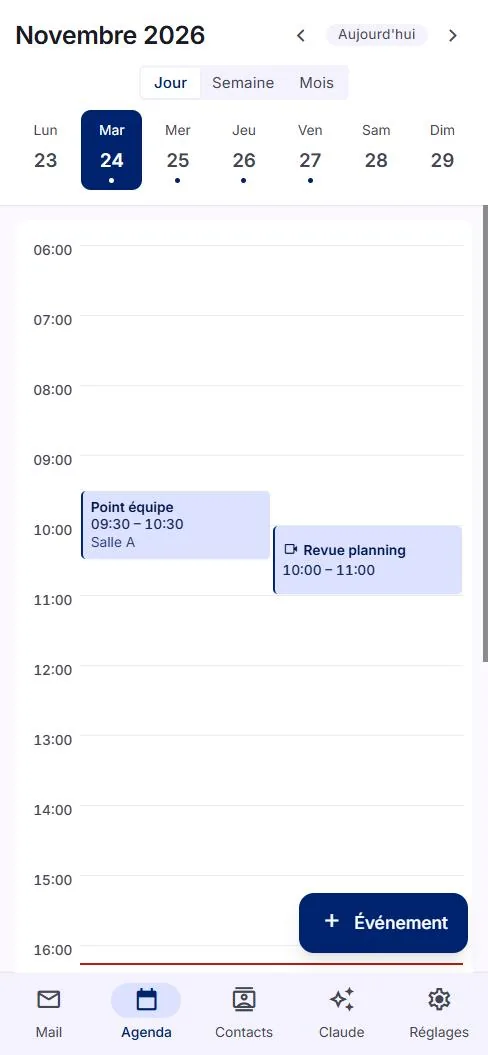 Novembre 2026
Aujourd'hui
Jour Semaine Mois
Lun Mar Mer Jeu Ven Sam Dim
23 24 25 26 27 28 29
06:00
07:00
08:00
09:00
Point équipe
09:30 – 10:30
Salle A
10:00
Revue planning
10:00 – 11:00
11:00
12:00
13:00
14:00
15:00
+ Événement
16:00
Mail Agenda Contacts Claude Réglages